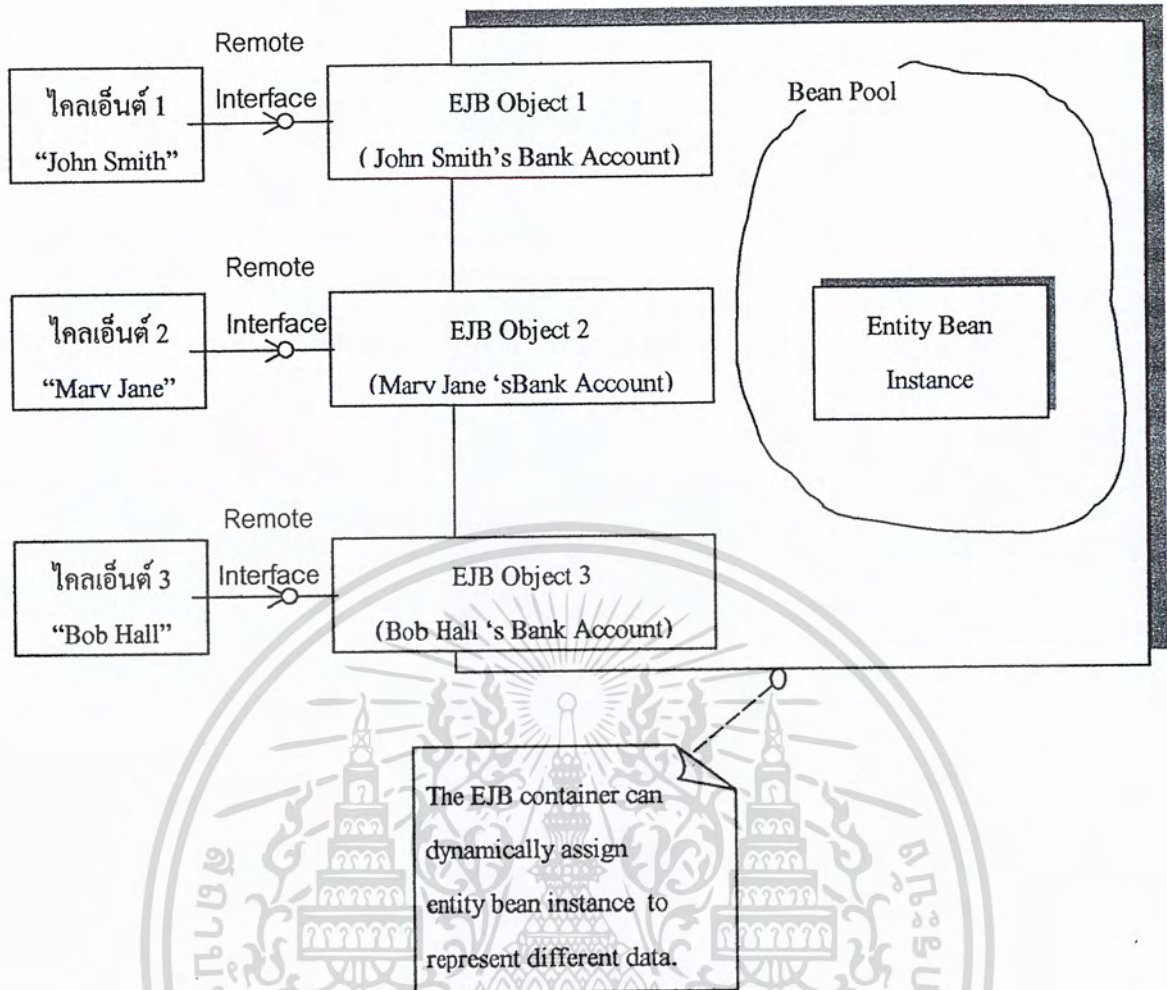 Remote
ไคลเอ็นต์ 1
Interface
EJB Object 1
Bean Pool
“John Smith”
( John Smith’s Bank Account)
Remote
ไคลเอ็นต์ 2
Interface
EJB Object 2
Entity Bean
“Marv Jane”
(Marv Jane ‘sBank Account)
Instance
Remote
ไคลเอ็นต์ 3
Interface
EJB Object 3
“Bob Hall”
(Bob Hall ‘s Bank Account)
The EJB container can
dynamically assign
entity bean instance to
represent different data.